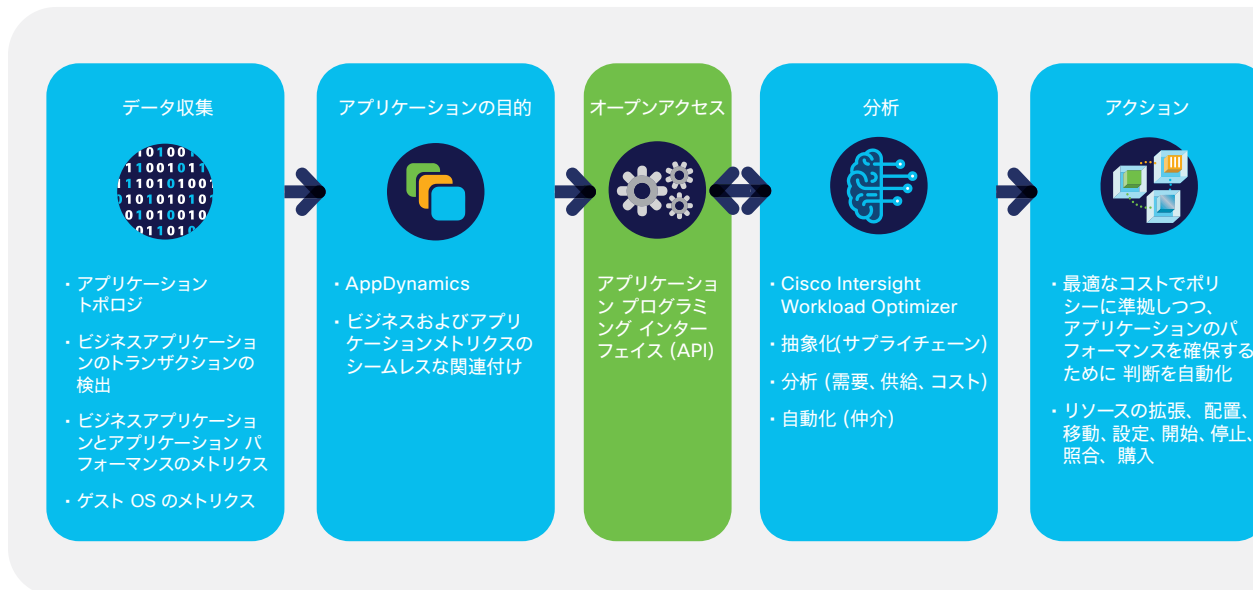 データ収集
・アプリケーション
トポロジ
・ビジネスアプリケーショ
ンのトランザクションの
検出
・ビジネスアプリケーショ
ンとアプリケーション パ
フォーマンスのメトリクス
・ゲスト OS のメトリクス
アプリケーションの目的
・AppDynamics
・ビジネスおよびアプリ
ケーションメトリクスの
シームレスな関連付け
オープンアクセス
アプリケーショ
ン プログラミ
ング インター
フェイス (API)
分析
・Cisco Intersight
Workload Optimizer
・抽象化(サプライチェーン)
・分析 (需要、供給、コスト)
・自動化 (仲介)
アクション
・最適なコストでポリ
シーに準拠しつつ、
アプリケーションのパ
フォーマンスを確保する
ために 判断を自動化
・リソースの拡張、配置、
移動、設定、開始、停止、
照合、購入